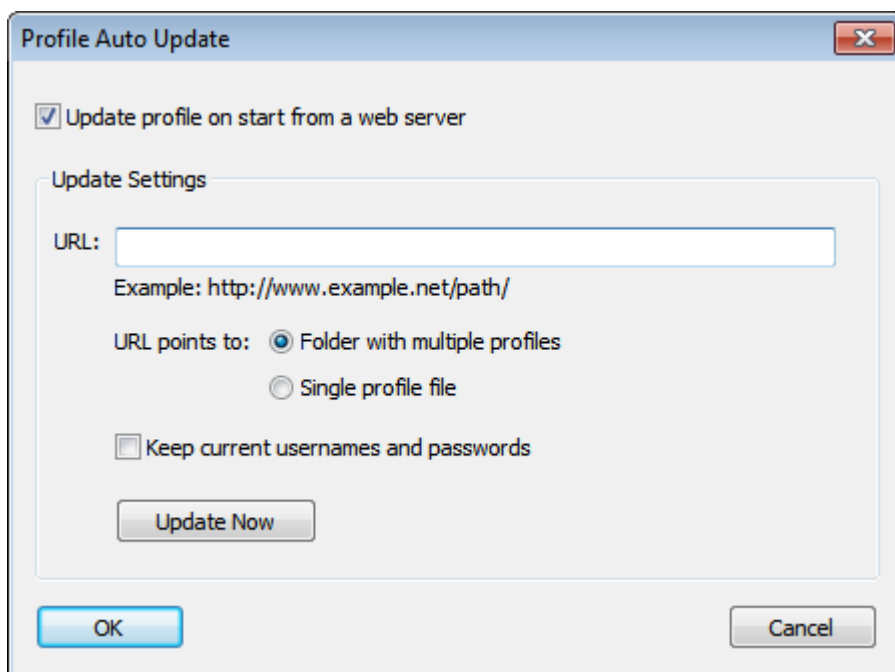 Profile Auto Update
Update profile on start from a web server
Update Settings
URL:
Example: http://www.example.net/path/
URL points to: Folder with multiple profiles
Single profile file
Keep current usernames and passwords
Update Now
OK Cancel